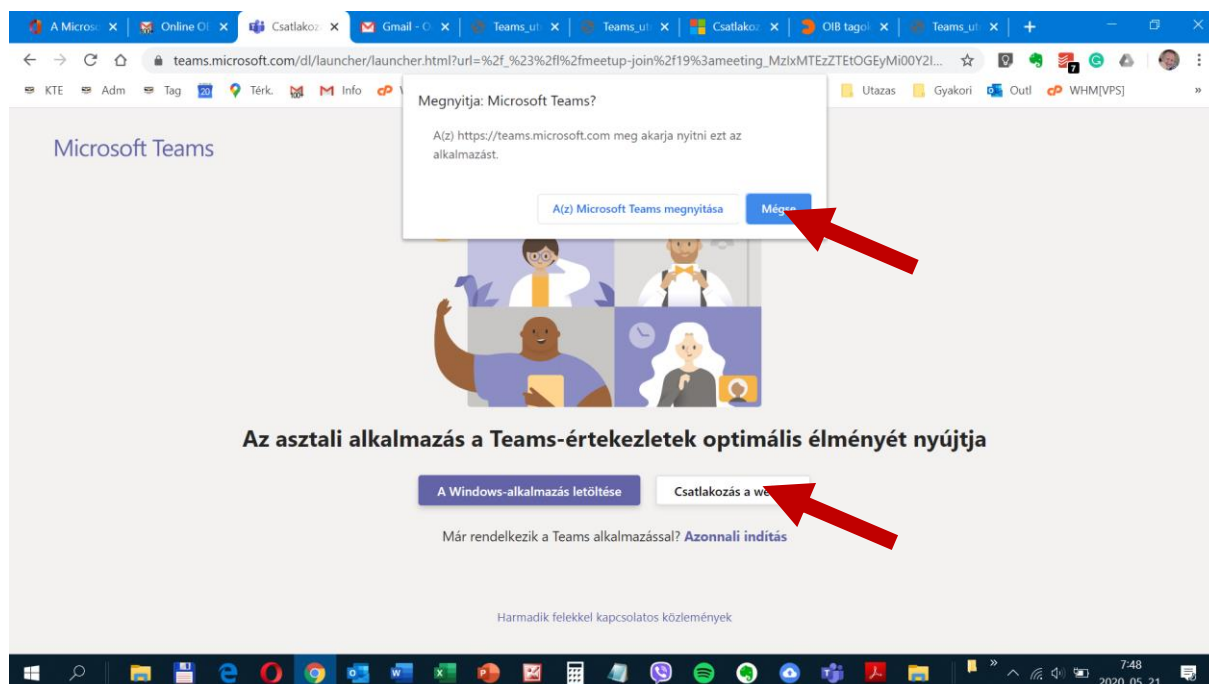 A Microsc Online Ol Csatlakoz Gmail - O Teams_ut Teams_ut Csatlakoz OIB tagol Teams_ut
teams.microsoft.com/dl/launcher/launcher.html?url=%2f_%23%2fl%2fmeetup-join%2f19%3ameeting_MzIxMTEzZTEtOGEyMi00Y2I...
KTE Adm Tag 20 Térk. Info Utazas Gyakori Outl WHM[VPS] »
Megnyitja: Microsoft Teams?
A(z) https://teams.microsoft.com meg akarja nyitni ezt az
alkalmazást.
A(z) Microsoft Teams megnyitása Mégse
Microsoft Teams
Az asztali alkalmazás a Teams-értekezletek optimális élményét nyújtja
A Windows-alkalmazás letöltése Csatlakozás a
Már rendelkezik a Teams alkalmazással? Azonnali indítás
Harmadik felekkel kapcsolatos közlemények
7:48
2020. 05. 21.